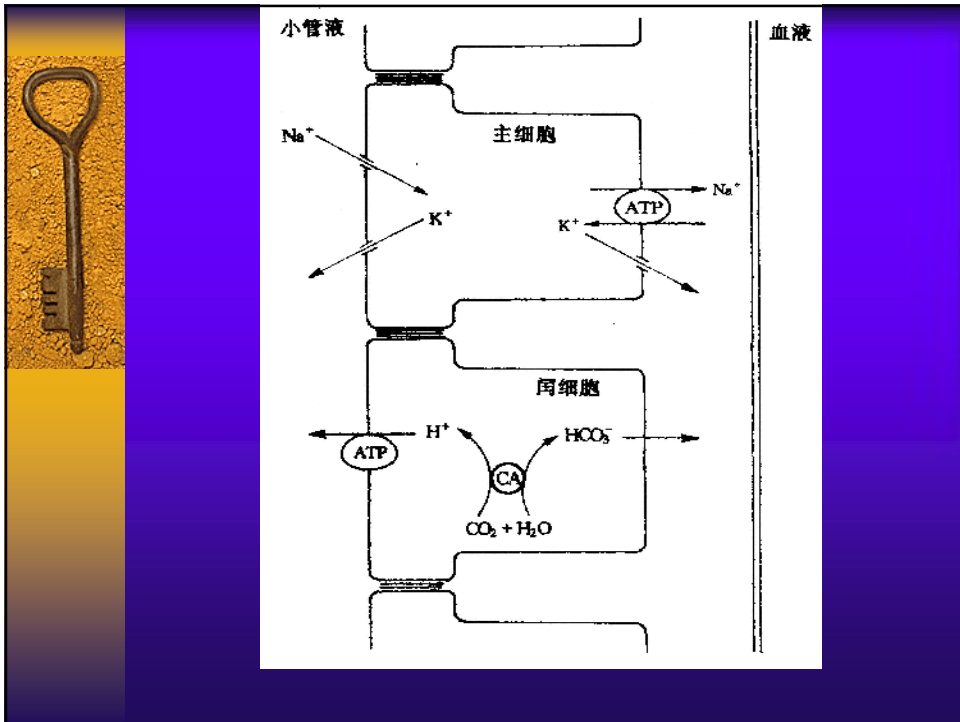 小管液
血液
主细胞
Na⁺
Na⁺
ATP
K⁺
K⁺
闰细胞
H⁺
HCO₃⁻
ATP
CA
CO₂ + H₂O